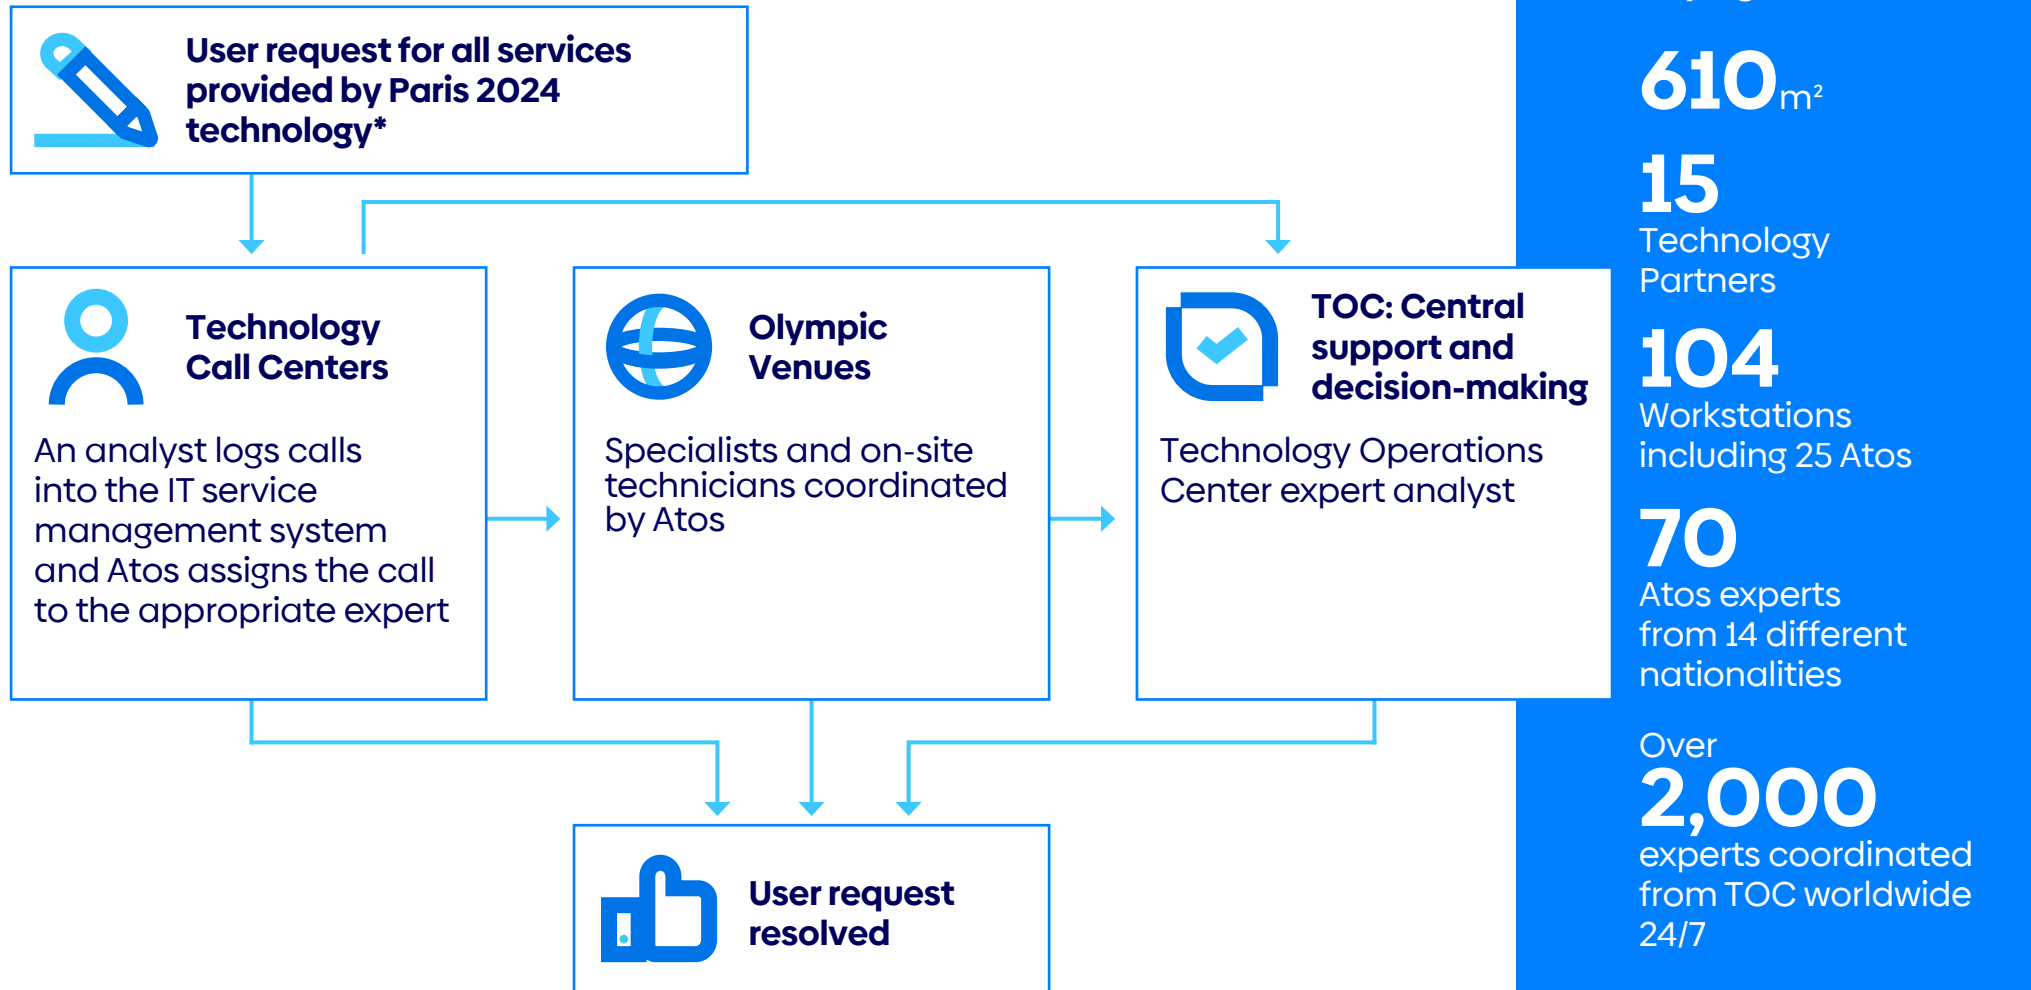 User request for all services
provided by Paris 2024
technology*
Technology
Call Centers
An analyst logs calls
into the IT service
management system
and Atos assigns the call
to the appropriate expert
Olympic
Venues
Specialists and on-site
technicians coordinated
by Atos
TOC: Central
support and
decision-making
Technology Operations
Center expert analyst
User request
resolved
610 m²
15
Technology
Partners
104
Workstations
including 25 Atos
70
Atos experts
from 14 different
nationalities
Over
2,000
experts coordinated
from TOC worldwide
24/7